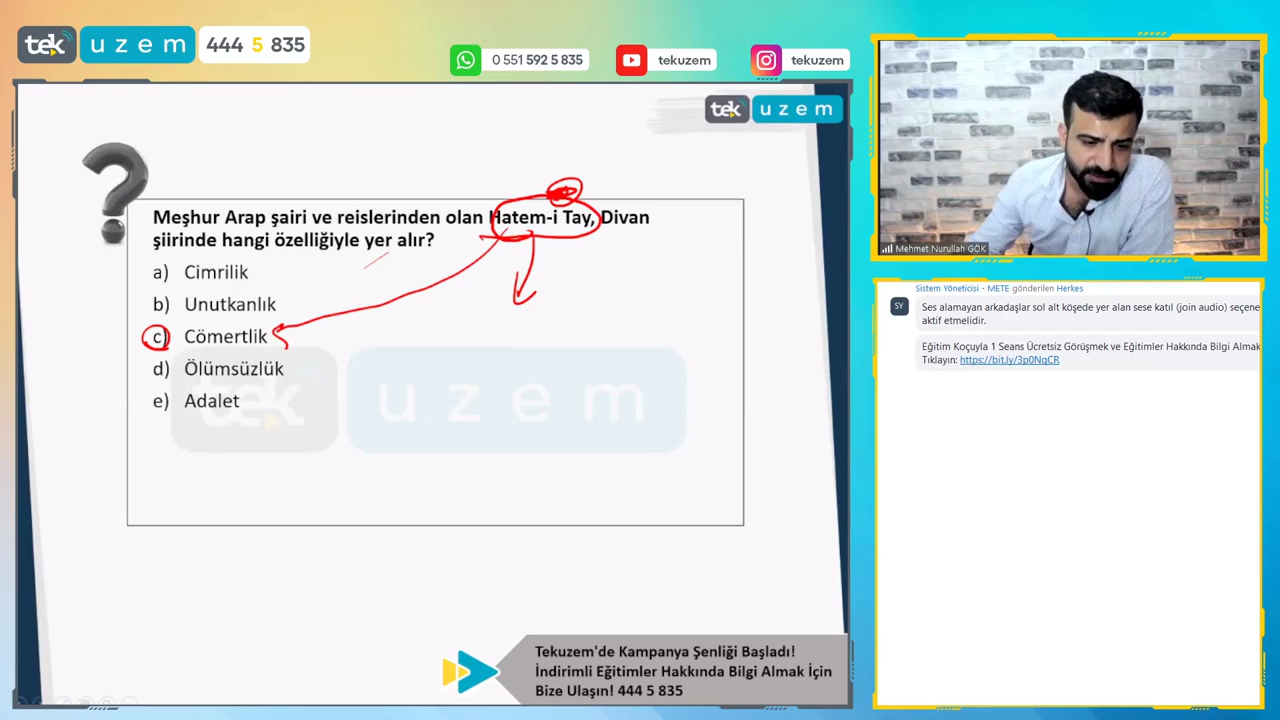 tek uzem 444 5 835
0 551 592 5 835
tekuzem
tekuzem
tek uzem
Meşhur Arap şairi ve reislerinden olan Hatem-i Tay, Divan
şiirinde hangi özelliğiyle yer alır?
a) Cimrilik
b) Unutkanlık
c) Cömertlik
d) Ölümsüzlük
e) Adalet
tek uzem
Tekuzem'de Kampanya Şenliği Başladı!
İndirimli Eğitimler Hakkında Bilgi Almak İçin
Bize Ulaşın! 444 5 835
Mehmet Nurullah GÖK
Sistem Yöneticisi - METE gönderilen Herkes
SY
Ses alamayan arkadaşlar sol alt köşede yer alan sese katıl (join audio) seçene
aktif etmelidir.
Eğitim Koçuyla 1 Seans Ücretsiz Görüşmek ve Eğitimler Hakkında Bilgi Almak
Tıklayın: https://bit.ly/3p0NqCR